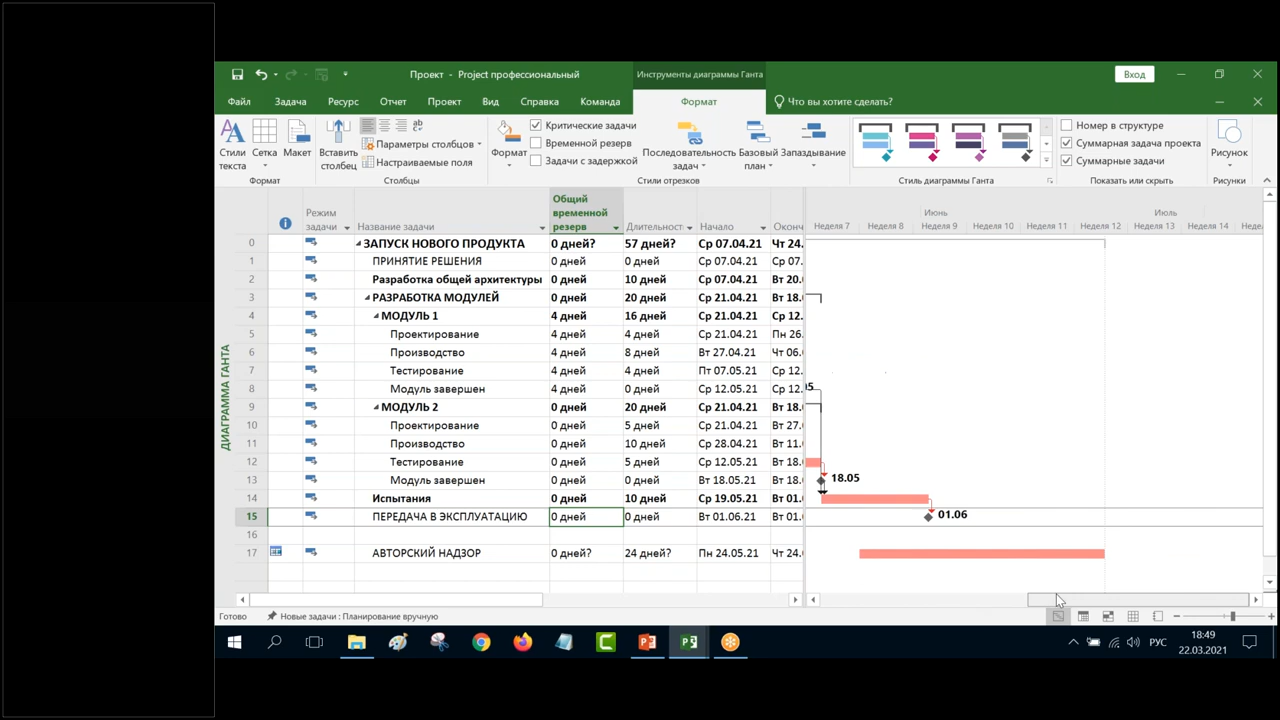 Проект - Project профессиональный
Инструменты диаграммы Ганта
Вход
Файл Задача Ресурс Отчет Проект Вид Справка Команда Формат Что вы хотите сделать?
Стили текста
Сетка
Макет
Формат
Вставить столбец
Параметры столбцов
Настраиваемые поля
Столбцы
Формат
Критические задачи
Временной резерв
Задачи с задержкой
Последовательность задач
Базовый план
Запаздывание
Стили отрезков
Стиль диаграммы Ганта
Номер в структуре
Суммарная задача проекта
Суммарные задачи
Показать или скрыть
Рисунок
Рисунки
Режим задачи
Название задачи
Общий временной резерв
Длительност
Начало
Оконч
Июнь
Июль
Неделя 7 Неделя 8 Неделя 9 Неделя 10 Неделя 11 Неделя 12 Неделя 13 Неделя 14 Неде
ДИАГРАММА ГАНТА
0 ЗАПУСК НОВОГО ПРОДУКТА 0 дней? 57 дней? Ср 07.04.21 Чт 24.
1 ПРИНЯТИЕ РЕШЕНИЯ 0 дней 0 дней Ср 07.04.21 Ср 07.
2 Разработка общей архитектуры 0 дней 10 дней Ср 07.04.21 Вт 20.
3 РАЗРАБОТКА МОДУЛЕЙ 0 дней 20 дней Ср 21.04.21 Вт 18.
4 МОДУЛЬ 1 4 дней 16 дней Ср 21.04.21 Ср 12.
5 Проектирование 4 дней 4 дней Ср 21.04.21 Пн 26.
6 Производство 4 дней 8 дней Вт 27.04.21 Чт 06.
7 Тестирование 4 дней 4 дней Пт 07.05.21 Ср 12.
8 Модуль завершен 4 дней 0 дней Ср 12.05.21 Ср 12. 05
9 МОДУЛЬ 2 0 дней 20 дней Ср 21.04.21 Вт 18.
10 Проектирование 0 дней 5 дней Ср 21.04.21 Вт 27.
11 Производство 0 дней 10 дней Ср 28.04.21 Вт 11.
12 Тестирование 0 дней 5 дней Ср 12.05.21 Вт 18.
13 Модуль завершен 0 дней 0 дней Вт 18.05.21 Вт 18. 18.05
14 Испытания 0 дней 10 дней Ср 19.05.21 Вт 01.
15 ПЕРЕДАЧА В ЭКСПЛУАТАЦИЮ 0 дней 0 дней Вт 01.06.21 Вт 01. 01.06
16
17 АВТОРСКИЙ НАДЗОР 0 дней? 24 дней? Пн 24.05.21 Чт 24.
Готово Новые задачи : Планирование вручную
РУС
18:49
22.03.2021